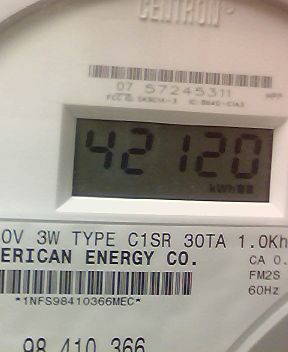 CENTRON
07 57245311
42120
kWh
0V 3W TYPE C1SR 30TA 1.0Kh
ERICAN ENERGY CO.
CA 0.
FM2S
60Hz
*1NFS98410366MEC*
98 410 366